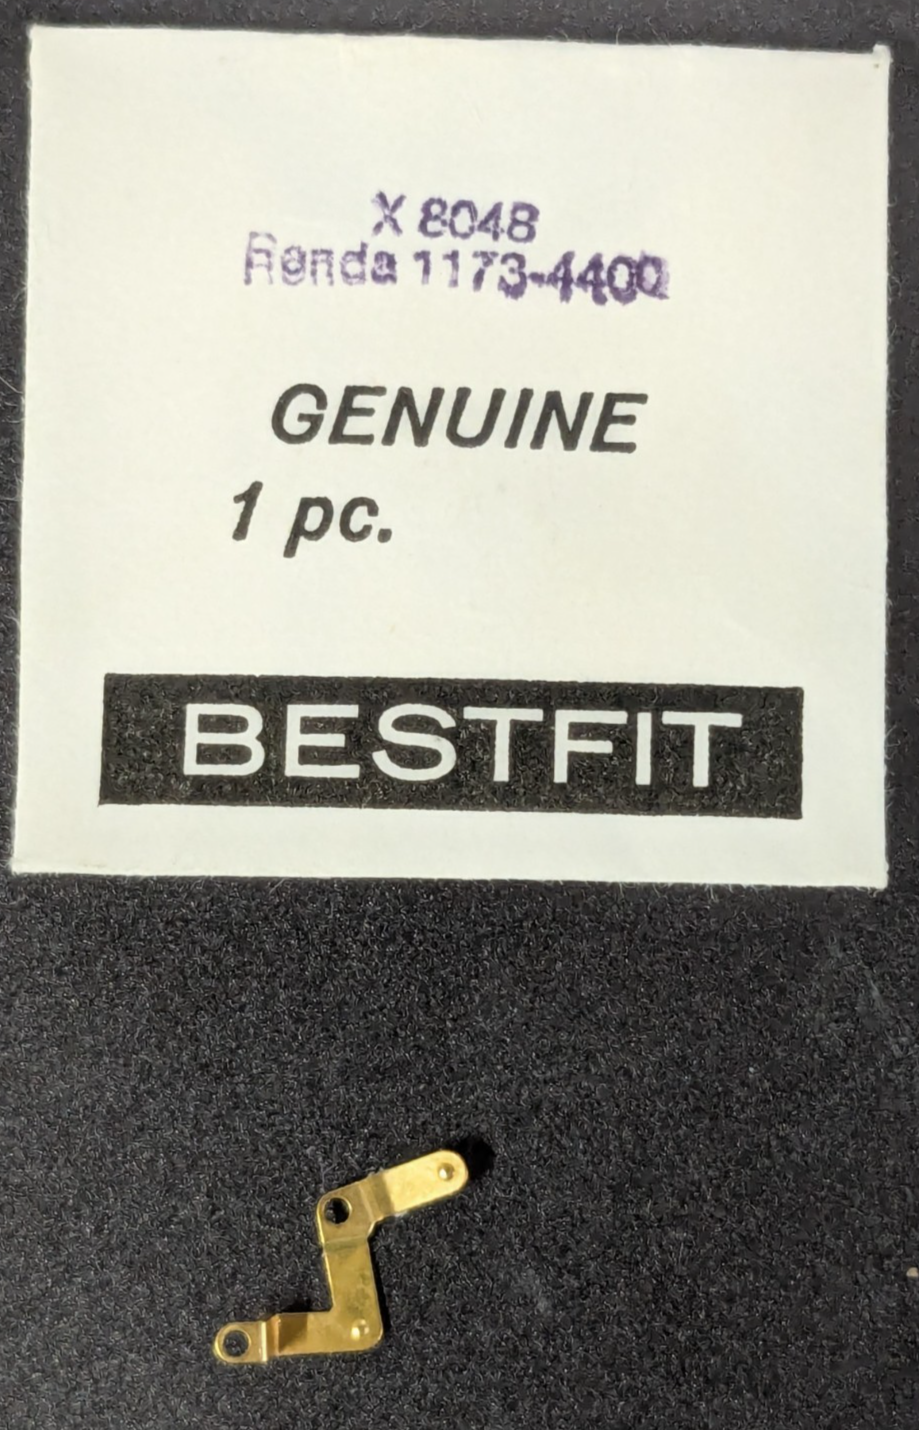 X 8048
Renda 1173-4400
GENUINE
1 pc.
BESTFIT